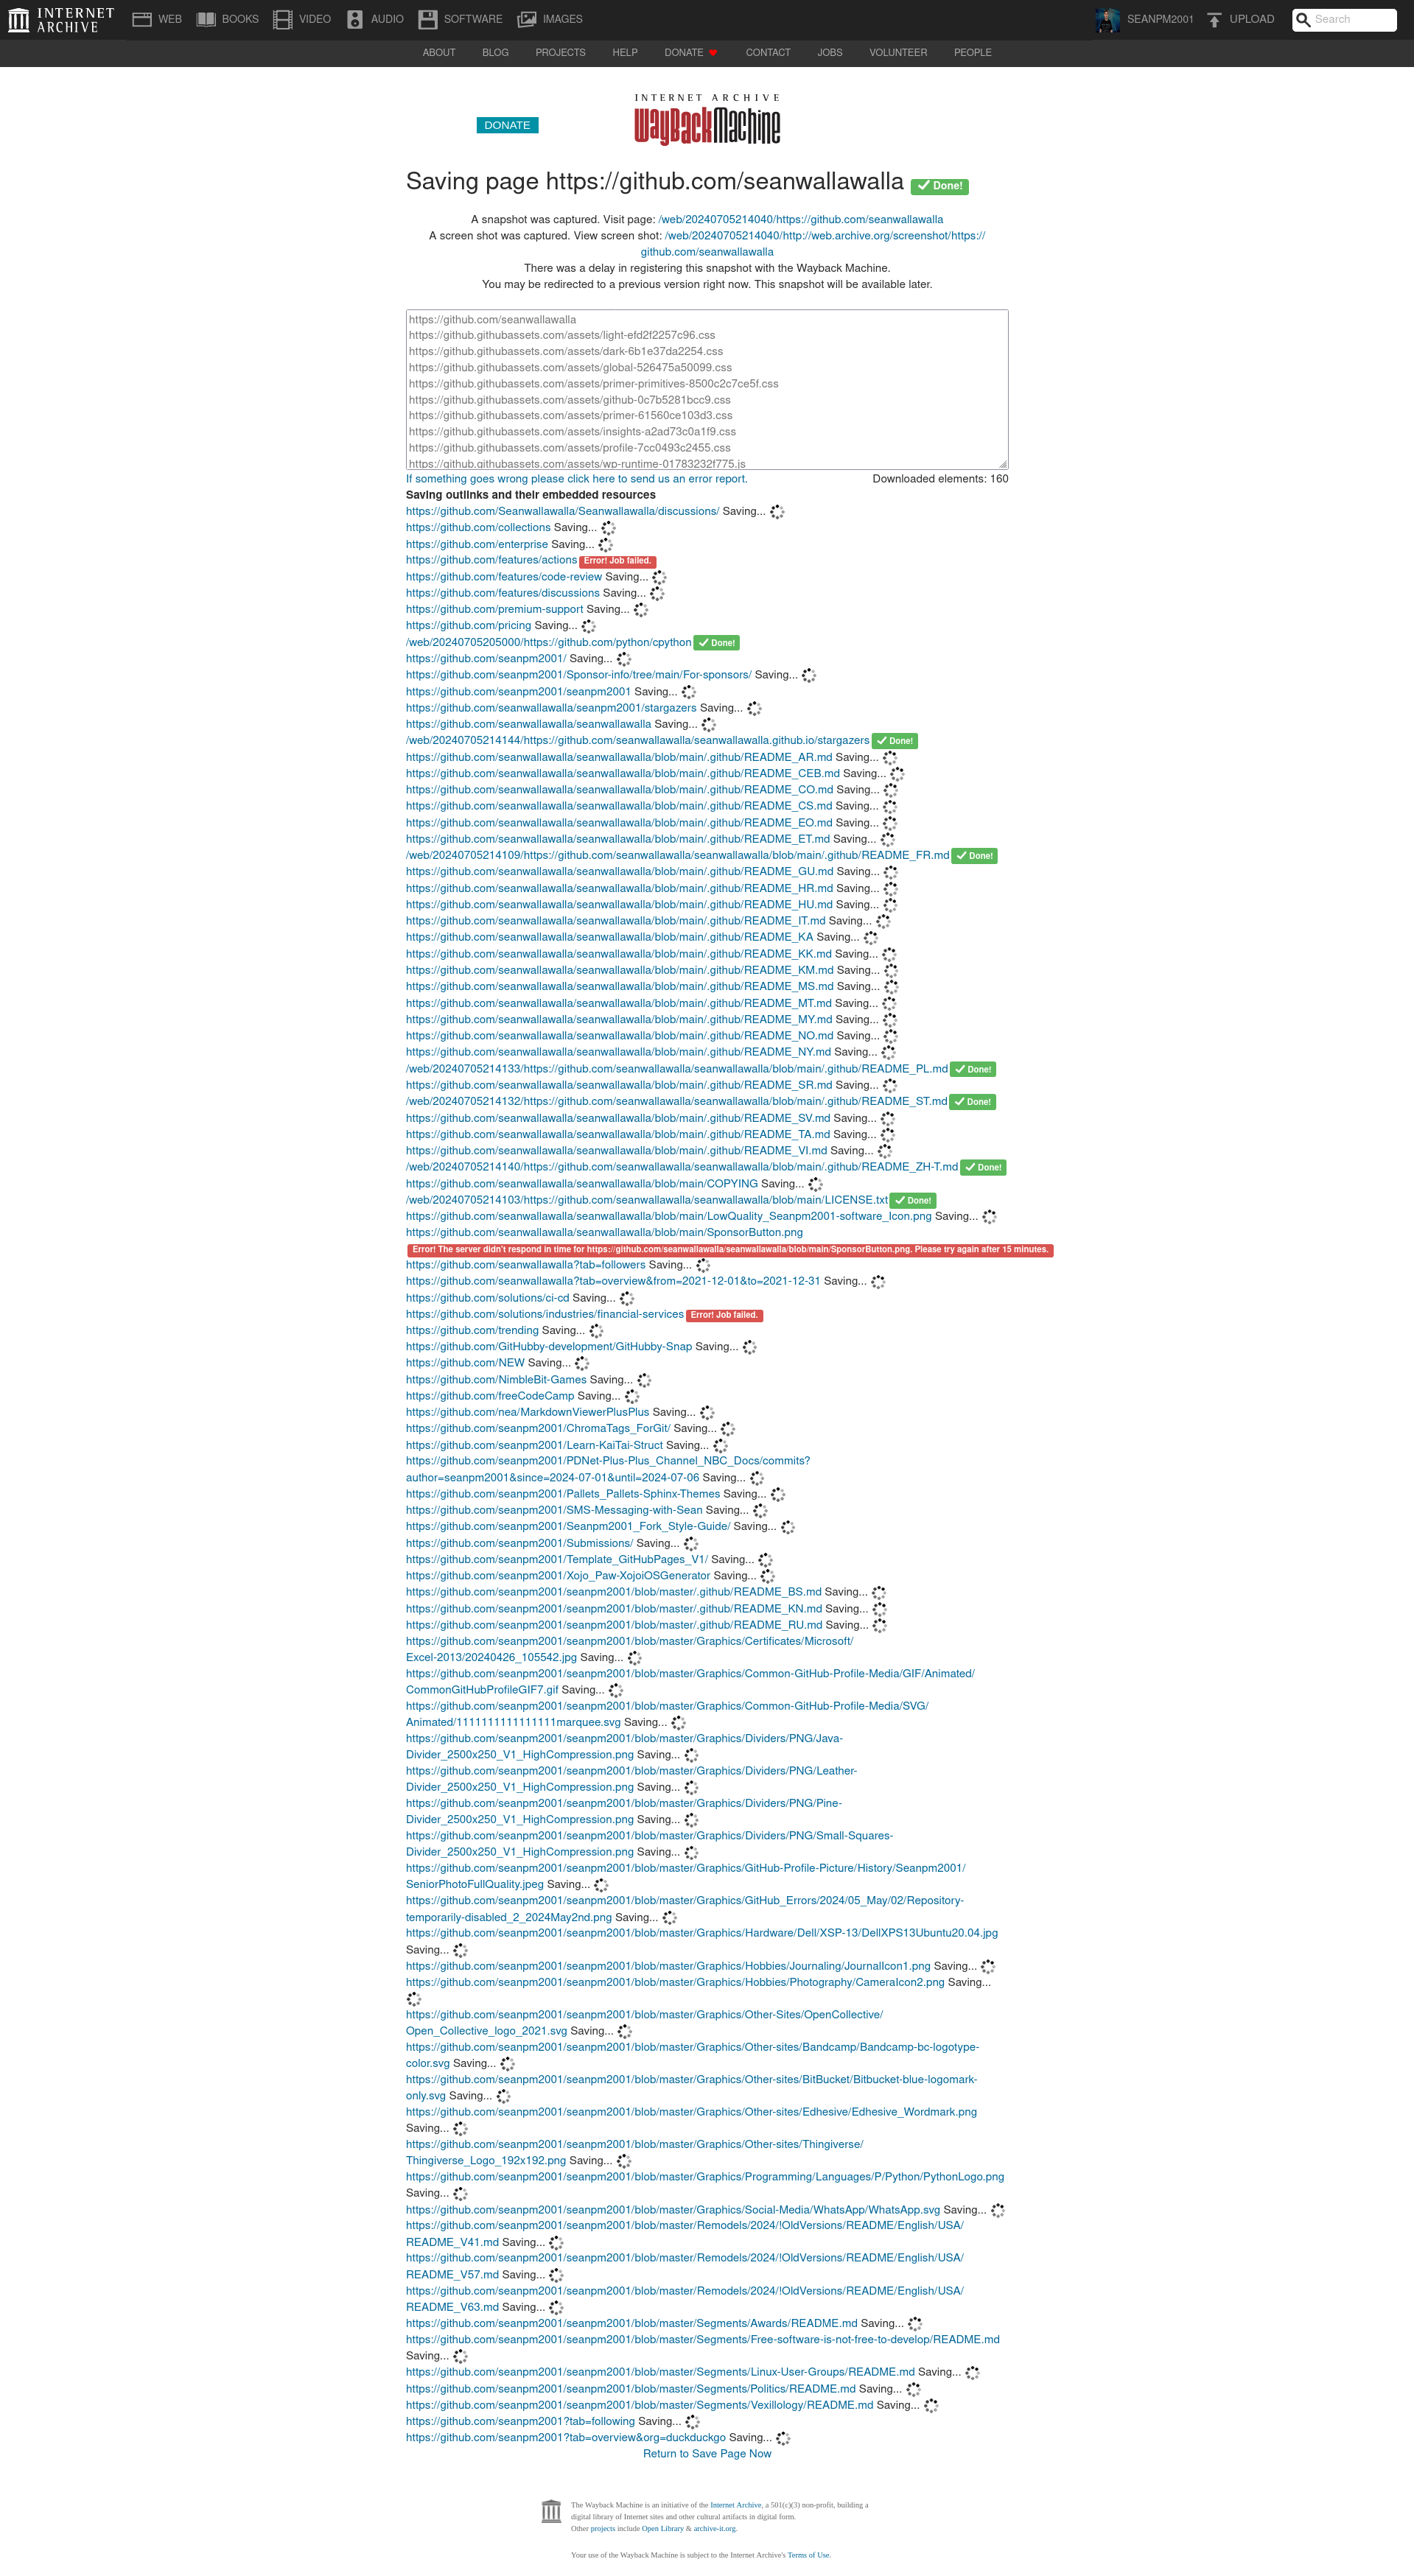 INTERNET ARCHIVE
WEB BOOKS VIDEO AUDIO SOFTWARE IMAGES SEANPM2001 UPLOAD Search
ABOUT BLOG PROJECTS HELP DONATE CONTACT JOBS VOLUNTEER PEOPLE
INTERNET ARCHIVE
DONATE WayBackMachine
Saving page https://github.com/seanwallawalla Done!
A snapshot was captured. Visit page: /web/20240705214040/https://github.com/seanwallawalla
A screen shot was captured. View screen shot: /web/20240705214040/http://web.archive.org/screenshot/https://
github.com/seanwallawalla
There was a delay in registering this snapshot with the Wayback Machine.
You may be redirected to a previous version right now. This snapshot will be available later.
https://github.com/seanwallawalla
https://github.githubassets.com/assets/light-efd2f2257c96.css
https://github.githubassets.com/assets/dark-6b1e37da2254.css
https://github.githubassets.com/assets/global-526475a50099.css
https://github.githubassets.com/assets/primer-primitives-8500c2c7ce5f.css
https://github.githubassets.com/assets/github-0c7b5281bcc9.css
https://github.githubassets.com/assets/primer-61560ce103d3.css
https://github.githubassets.com/assets/insights-a2ad73c0a1f9.css
https://github.githubassets.com/assets/profile-7cc0493c2455.css
https://github.githubassets.com/assets/wp-runtime-01783232f775.js
If something goes wrong please click here to send us an error report. Downloaded elements: 160
Saving outlinks and their embedded resources
https://github.com/Seanwallawalla/Seanwallawalla/discussions/ Saving...
https://github.com/collections Saving...
https://github.com/enterprise Saving...
https://github.com/features/actions Error! Job failed.
https://github.com/features/code-review Saving...
https://github.com/features/discussions Saving...
https://github.com/premium-support Saving...
https://github.com/pricing Saving...
/web/20240705205000/https://github.com/python/cpython Done!
https://github.com/seanpm2001/ Saving...
https://github.com/seanpm2001/Sponsor-info/tree/main/For-sponsors/ Saving...
https://github.com/seanpm2001/seanpm2001 Saving...
https://github.com/seanwallawalla/seanpm2001/stargazers Saving...
https://github.com/seanwallawalla/seanwallawalla Saving...
/web/20240705214144/https://github.com/seanwallawalla/seanwallawalla.github.io/stargazers Done!
https://github.com/seanwallawalla/seanwallawalla/blob/main/.github/README_AR.md Saving...
https://github.com/seanwallawalla/seanwallawalla/blob/main/.github/README_CEB.md Saving...
https://github.com/seanwallawalla/seanwallawalla/blob/main/.github/README_CO.md Saving...
https://github.com/seanwallawalla/seanwallawalla/blob/main/.github/README_CS.md Saving...
https://github.com/seanwallawalla/seanwallawalla/blob/main/.github/README_EO.md Saving...
https://github.com/seanwallawalla/seanwallawalla/blob/main/.github/README_ET.md Saving...
/web/20240705214109/https://github.com/seanwallawalla/seanwallawalla/blob/main/.github/README_FR.md Done!
https://github.com/seanwallawalla/seanwallawalla/blob/main/.github/README_GU.md Saving...
https://github.com/seanwallawalla/seanwallawalla/blob/main/.github/README_HR.md Saving...
https://github.com/seanwallawalla/seanwallawalla/blob/main/.github/README_HU.md Saving...
https://github.com/seanwallawalla/seanwallawalla/blob/main/.github/README_IT.md Saving...
https://github.com/seanwallawalla/seanwallawalla/blob/main/.github/README_KA Saving...
https://github.com/seanwallawalla/seanwallawalla/blob/main/.github/README_KK.md Saving...
https://github.com/seanwallawalla/seanwallawalla/blob/main/.github/README_KM.md Saving...
https://github.com/seanwallawalla/seanwallawalla/blob/main/.github/README_MS.md Saving...
https://github.com/seanwallawalla/seanwallawalla/blob/main/.github/README_MT.md Saving...
https://github.com/seanwallawalla/seanwallawalla/blob/main/.github/README_MY.md Saving...
https://github.com/seanwallawalla/seanwallawalla/blob/main/.github/README_NO.md Saving...
https://github.com/seanwallawalla/seanwallawalla/blob/main/.github/README_NY.md Saving...
/web/20240705214133/https://github.com/seanwallawalla/seanwallawalla/blob/main/.github/README_PL.md Done!
https://github.com/seanwallawalla/seanwallawalla/blob/main/.github/README_SR.md Saving...
/web/20240705214132/https://github.com/seanwallawalla/seanwallawalla/blob/main/.github/README_ST.md Done!
https://github.com/seanwallawalla/seanwallawalla/blob/main/.github/README_SV.md Saving...
https://github.com/seanwallawalla/seanwallawalla/blob/main/.github/README_TA.md Saving...
https://github.com/seanwallawalla/seanwallawalla/blob/main/.github/README_VI.md Saving...
/web/20240705214140/https://github.com/seanwallawalla/seanwallawalla/blob/main/.github/README_ZH-T.md Done!
https://github.com/seanwallawalla/seanwallawalla/blob/main/COPYING Saving...
/web/20240705214103/https://github.com/seanwallawalla/seanwallawalla/blob/main/LICENSE.txt Done!
https://github.com/seanwallawalla/seanwallawalla/blob/main/LowQuality_Seanpm2001-software_Icon.png Saving...
https://github.com/seanwallawalla/seanwallawalla/blob/main/SponsorButton.png
Error! The server didn't respond in time for https://github.com/seanwallawalla/seanwallawalla/blob/main/SponsorButton.png. Please try again after 15 minutes.
https://github.com/seanwallawalla?tab=followers Saving...
https://github.com/seanwallawalla?tab=overview&from=2021-12-01&to=2021-12-31 Saving...
https://github.com/solutions/ci-cd Saving...
https://github.com/solutions/industries/financial-services Error! Job failed.
https://github.com/trending Saving...
https://github.com/GitHubby-development/GitHubby-Snap Saving...
https://github.com/NEW Saving...
https://github.com/NimbleBit-Games Saving...
https://github.com/freeCodeCamp Saving...
https://github.com/nea/MarkdownViewerPlusPlus Saving...
https://github.com/seanpm2001/ChromaTags_ForGit/ Saving...
https://github.com/seanpm2001/Learn-KaiTai-Struct Saving...
https://github.com/seanpm2001/PDNet-Plus-Plus_Channel_NBC_Docs/commits?
author=seanpm2001&since=2024-07-01&until=2024-07-06 Saving...
https://github.com/seanpm2001/Pallets_Pallets-Sphinx-Themes Saving...
https://github.com/seanpm2001/SMS-Messaging-with-Sean Saving...
https://github.com/seanpm2001/Seanpm2001_Fork_Style-Guide/ Saving...
https://github.com/seanpm2001/Submissions/ Saving...
https://github.com/seanpm2001/Template_GitHubPages_V1/ Saving...
https://github.com/seanpm2001/Xojo_Paw-XojoiOSGenerator Saving...
https://github.com/seanpm2001/seanpm2001/blob/master/.github/README_BS.md Saving...
https://github.com/seanpm2001/seanpm2001/blob/master/.github/README_KN.md Saving...
https://github.com/seanpm2001/seanpm2001/blob/master/.github/README_RU.md Saving...
https://github.com/seanpm2001/seanpm2001/blob/master/Graphics/Certificates/Microsoft/
Excel-2013/20240426_105542.jpg Saving...
https://github.com/seanpm2001/seanpm2001/blob/master/Graphics/Common-GitHub-Profile-Media/GIF/Animated/
CommonGitHubProfileGIF7.gif Saving...
https://github.com/seanpm2001/seanpm2001/blob/master/Graphics/Common-GitHub-Profile-Media/SVG/
Animated/1111111111111111marquee.svg Saving...
https://github.com/seanpm2001/seanpm2001/blob/master/Graphics/Dividers/PNG/Java-
Divider_2500x250_V1_HighCompression.png Saving...
https://github.com/seanpm2001/seanpm2001/blob/master/Graphics/Dividers/PNG/Leather-
Divider_2500x250_V1_HighCompression.png Saving...
https://github.com/seanpm2001/seanpm2001/blob/master/Graphics/Dividers/PNG/Pine-
Divider_2500x250_V1_HighCompression.png Saving...
https://github.com/seanpm2001/seanpm2001/blob/master/Graphics/Dividers/PNG/Small-Squares-
Divider_2500x250_V1_HighCompression.png Saving...
https://github.com/seanpm2001/seanpm2001/blob/master/Graphics/GitHub-Profile-Picture/History/Seanpm2001/
SeniorPhotoFullQuality.jpeg Saving...
https://github.com/seanpm2001/seanpm2001/blob/master/Graphics/GitHub_Errors/2024/05_May/02/Repository-
temporarily-disabled_2_2024May2nd.png Saving...
https://github.com/seanpm2001/seanpm2001/blob/master/Graphics/Hardware/Dell/XSP-13/DellXPS13Ubuntu20.04.jpg
Saving...
https://github.com/seanpm2001/seanpm2001/blob/master/Graphics/Hobbies/Journaling/JournalIcon1.png Saving...
https://github.com/seanpm2001/seanpm2001/blob/master/Graphics/Hobbies/Photography/CameraIcon2.png Saving...
https://github.com/seanpm2001/seanpm2001/blob/master/Graphics/Other-Sites/OpenCollective/
Open_Collective_logo_2021.svg Saving...
https://github.com/seanpm2001/seanpm2001/blob/master/Graphics/Other-sites/Bandcamp/Bandcamp-bc-logotype-
color.svg Saving...
https://github.com/seanpm2001/seanpm2001/blob/master/Graphics/Other-sites/BitBucket/Bitbucket-blue-logomark-
only.svg Saving...
https://github.com/seanpm2001/seanpm2001/blob/master/Graphics/Other-sites/Edhesive/Edhesive_Wordmark.png
Saving...
https://github.com/seanpm2001/seanpm2001/blob/master/Graphics/Other-sites/Thingiverse/
Thingiverse_Logo_192x192.png Saving...
https://github.com/seanpm2001/seanpm2001/blob/master/Graphics/Programming/Languages/P/Python/PythonLogo.png
Saving...
https://github.com/seanpm2001/seanpm2001/blob/master/Graphics/Social-Media/WhatsApp/WhatsApp.svg Saving...
https://github.com/seanpm2001/seanpm2001/blob/master/Remodels/2024/!OldVersions/README/English/USA/
README_V41.md Saving...
https://github.com/seanpm2001/seanpm2001/blob/master/Remodels/2024/!OldVersions/README/English/USA/
README_V57.md Saving...
https://github.com/seanpm2001/seanpm2001/blob/master/Remodels/2024/!OldVersions/README/English/USA/
README_V63.md Saving...
https://github.com/seanpm2001/seanpm2001/blob/master/Segments/Awards/README.md Saving...
https://github.com/seanpm2001/seanpm2001/blob/master/Segments/Free-software-is-not-free-to-develop/README.md
Saving...
https://github.com/seanpm2001/seanpm2001/blob/master/Segments/Linux-User-Groups/README.md Saving...
https://github.com/seanpm2001/seanpm2001/blob/master/Segments/Politics/README.md Saving...
https://github.com/seanpm2001/seanpm2001/blob/master/Segments/Vexillology/README.md Saving...
https://github.com/seanpm2001?tab=following Saving...
https://github.com/seanpm2001?tab=overview&org=duckduckgo Saving...
Return to Save Page Now
The Wayback Machine is an initiative of the Internet Archive, a 501(c)(3) non-profit, building a
digital library of Internet sites and other cultural artifacts in digital form.
Other projects include Open Library & archive-it.org.
Your use of the Wayback Machine is subject to the Internet Archive's Terms of Use.